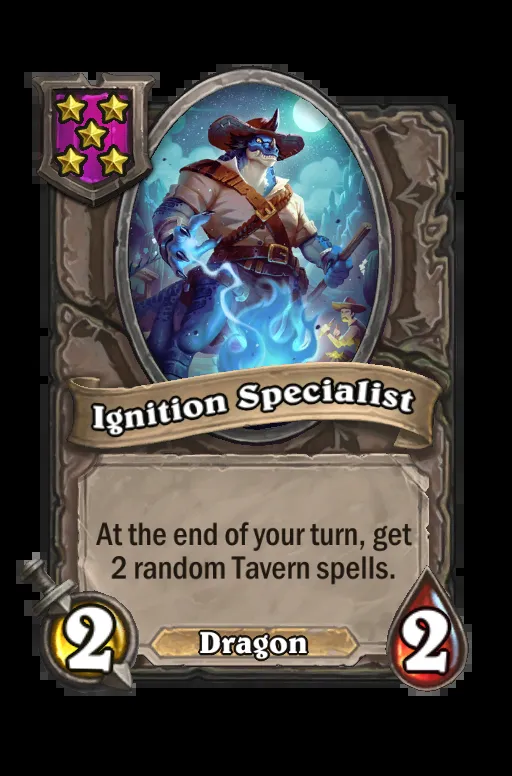 Ignition Specialist
At the end of your turn, get
2 random Tavern spells.
2
Dragon
2